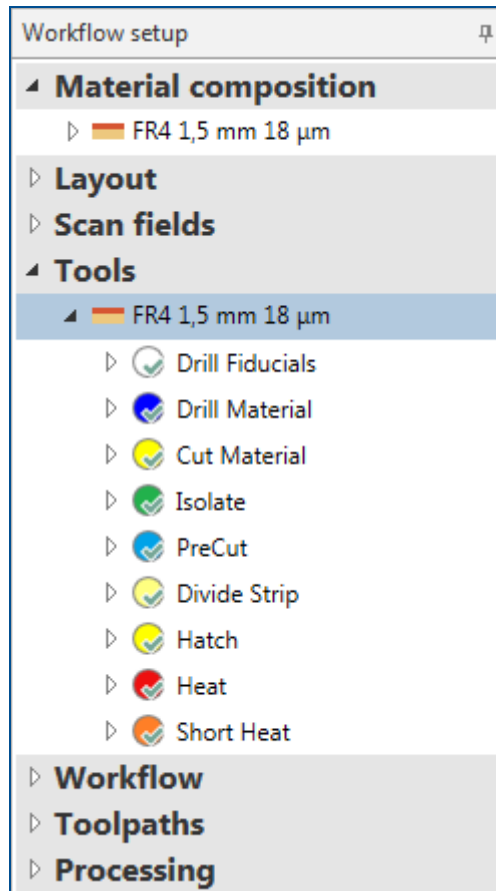 Workflow setup
Material composition
FR4 1,5 mm 18 µm
Layout
Scan fields
Tools
FR4 1,5 mm 18 µm
Drill Fiducials
Drill Material
Cut Material
Isolate
PreCut
Divide Strip
Hatch
Heat
Short Heat
Workflow
Toolpaths
Processing